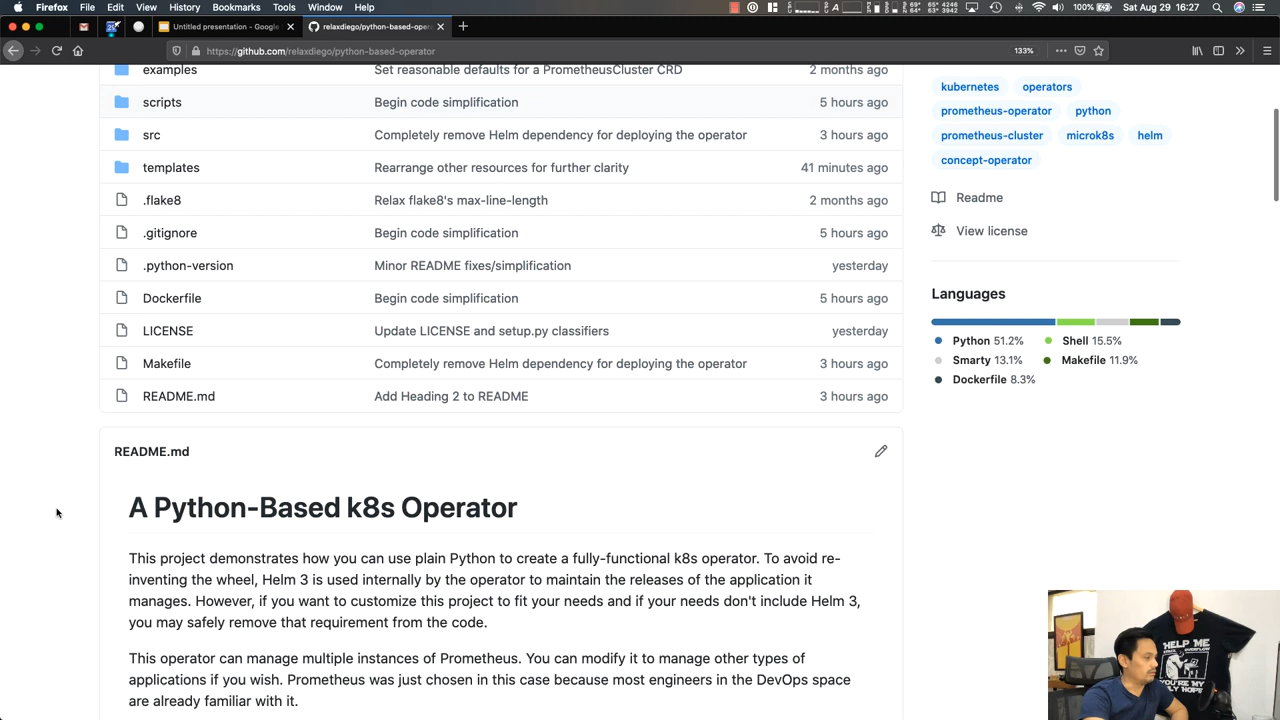 Firefox File Edit View History Bookmarks Tools Window Help
100% Sat Aug 29 16:27
Untitled presentation - Google
relaxdiego/python-based-opera
https://github.com/relaxdiego/python-based-operator
133%
examples Set reasonable defaults for a PrometheusCluster CRD 2 months ago
scripts Begin code simplification 5 hours ago
src Completely remove Helm dependency for deploying the operator 3 hours ago
templates Rearrange other resources for further clarity 41 minutes ago
.flake8 Relax flake8's max-line-length 2 months ago
.gitignore Begin code simplification 5 hours ago
.python-version Minor README fixes/simplification yesterday
Dockerfile Begin code simplification 5 hours ago
LICENSE Update LICENSE and setup.py classifiers yesterday
Makefile Completely remove Helm dependency for deploying the operator 3 hours ago
README.md Add Heading 2 to README 3 hours ago
kubernetes operators
prometheus-operator python
prometheus-cluster microk8s helm
concept-operator
Readme
View license
Languages
Python 51.2% Shell 15.5%
Smarty 13.1% Makefile 11.9%
Dockerfile 8.3%
README.md
A Python-Based k8s Operator
This project demonstrates how you can use plain Python to create a fully-functional k8s operator. To avoid re-
inventing the wheel, Helm 3 is used internally by the operator to maintain the releases of the application it
manages. However, if you want to customize this project to fit your needs and if your needs don't include Helm 3,
you may safely remove that requirement from the code.
This operator can manage multiple instances of Prometheus. You can modify it to manage other types of
applications if you wish. Prometheus was just chosen in this case because most engineers in the DevOps space
are already familiar with it.
HELP ME
YOU'RE MY
HOPE